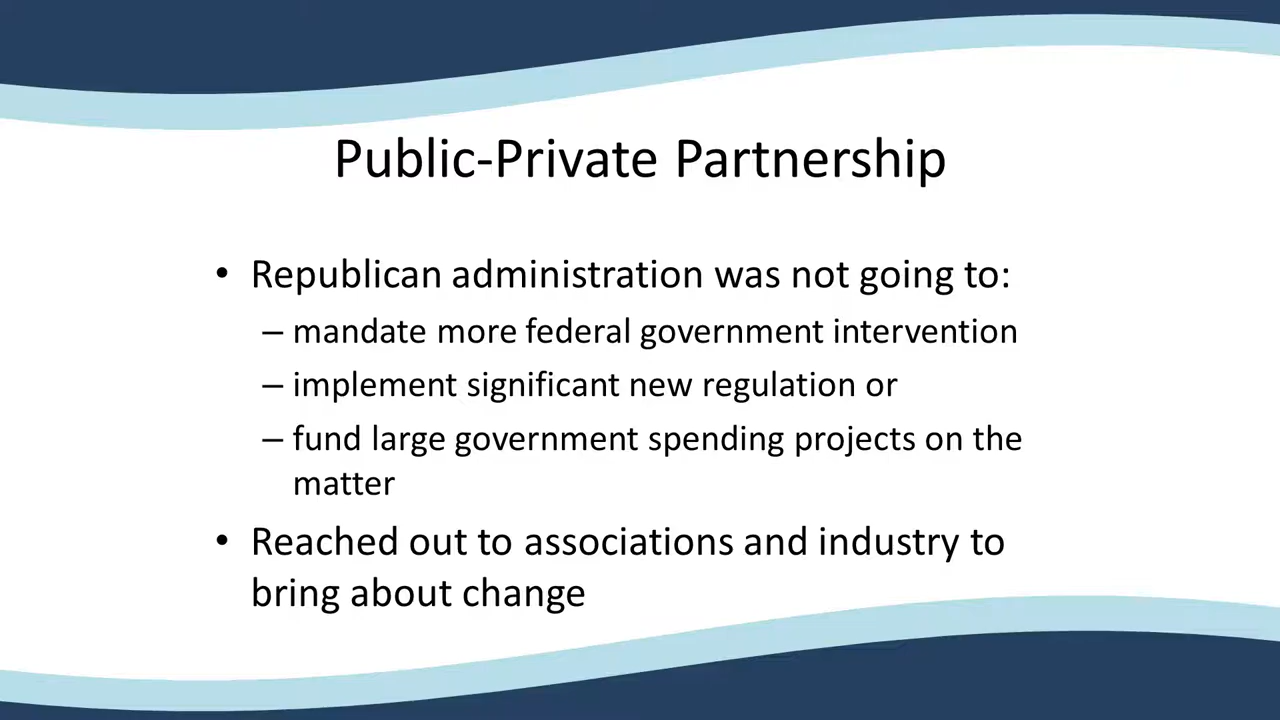 Public-Private Partnership
• Republican administration was not going to:
– mandate more federal government intervention
– implement significant new regulation or
– fund large government spending projects on the
matter
• Reached out to associations and industry to
bring about change